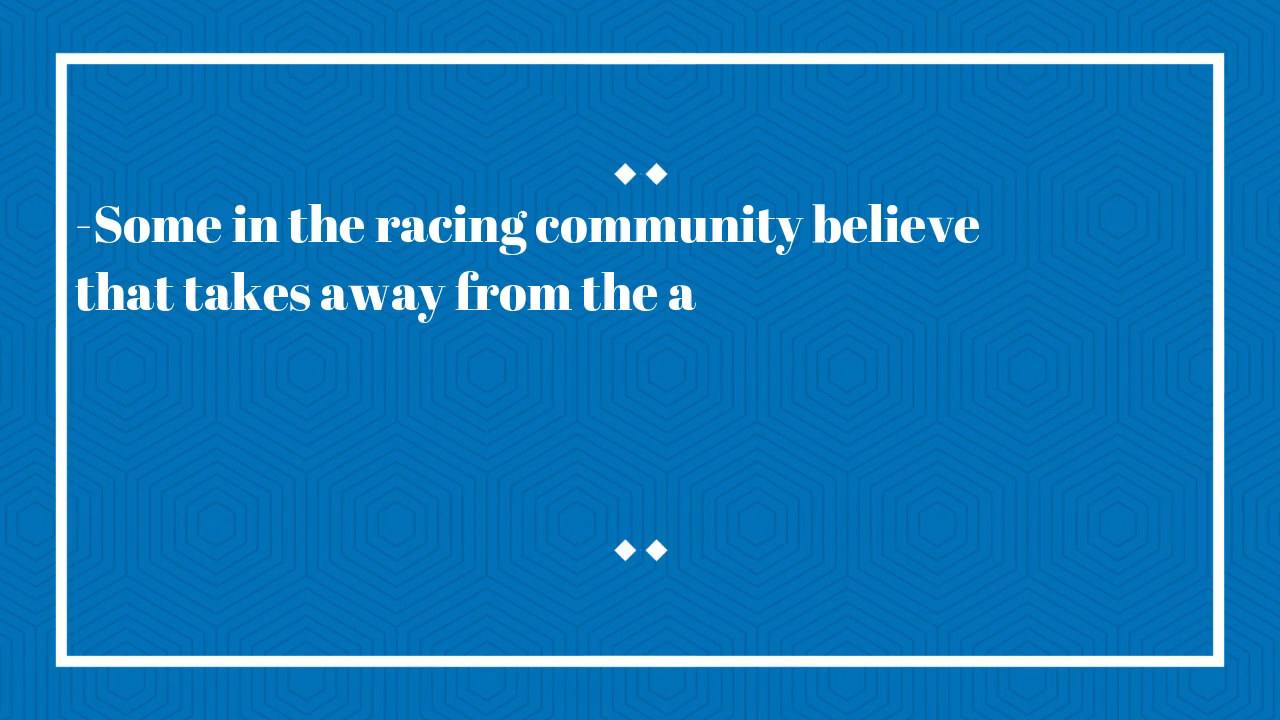 -Some in the racing community believe
that takes away from the a